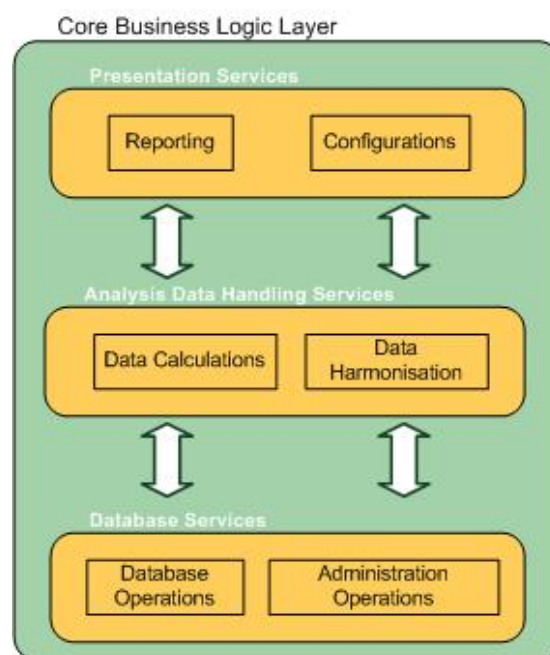 Core Business Logic Layer
Presentation Services
Reporting
Configurations
Analysis Data Handling Services
Data Calculations
Data
Harmonisation
Database Services
Database
Operations
Administration
Operations